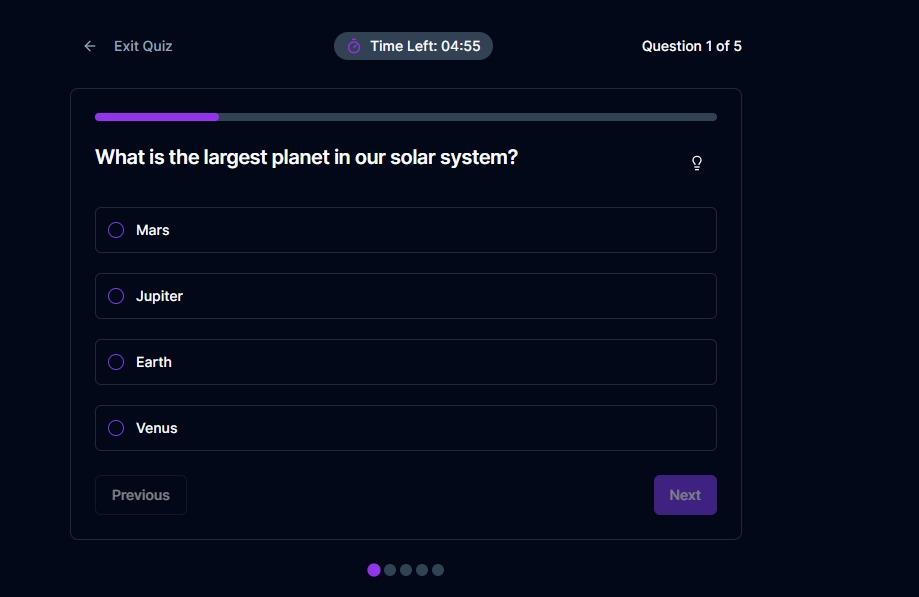 Exit Quiz
Time Left: 04:55
Question 1 of 5
What is the largest planet in our solar system?
Mars
Jupiter
Earth
Venus
Previous
Next